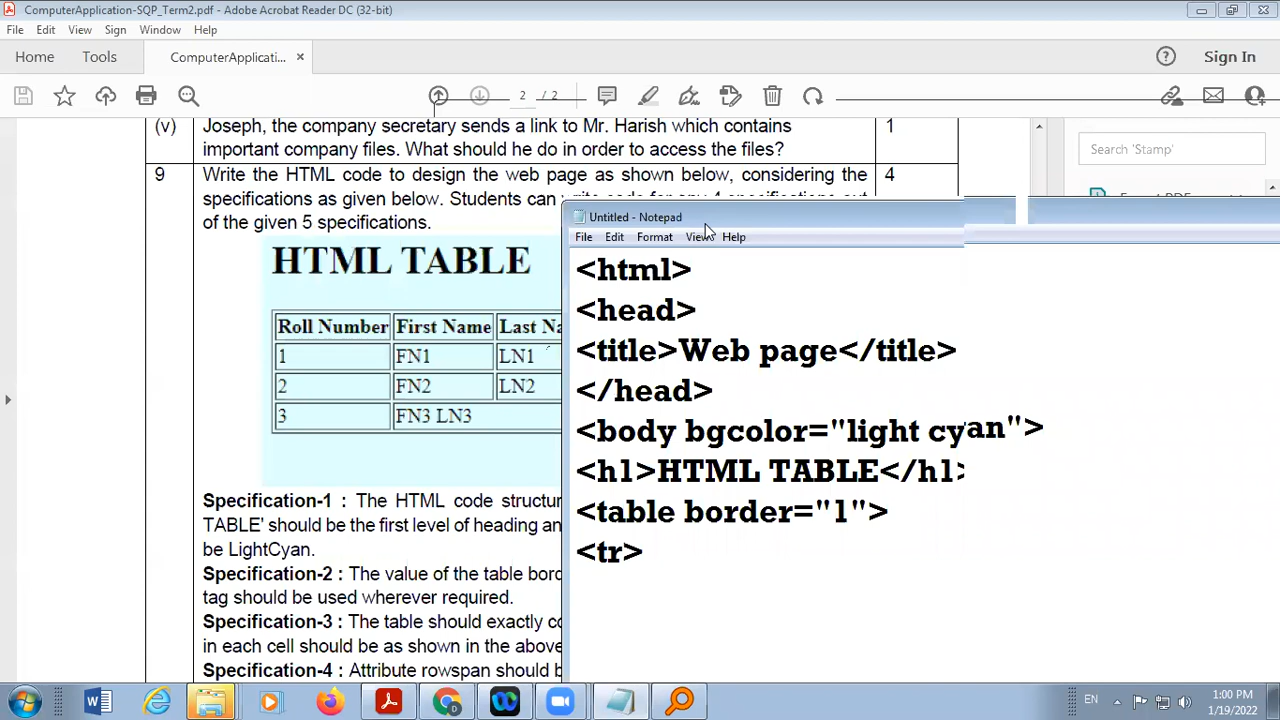 ComputerApplication-SQP_Term2.pdf - Adobe Acrobat Reader DC (32-bit)
File Edit View Sign Window Help
Home Tools ComputerApplicati... × Sign In
2 / 2
(v) Joseph, the company secretary sends a link to Mr. Harish which contains 1
important company files. What should he do in order to access the files?
Search 'Stamp'
9 Write the HTML code to design the web page as shown below, considering the 4
specifications as given below. Students can
of the given 5 specifications.
HTML TABLE
Roll Number First Name Last Na
1 FN1 LN1
2 FN2 LN2
3 FN3 LN3
Specification-1 : The HTML code structu
TABLE' should be the first level of heading an
be LightCyan.
Specification-2 : The value of the table bord
tag should be used wherever required.
Specification-3 : The table should exactly co
in each cell should be as shown in the above
Specification-4 : Attribute rowspan should b
Untitled - Notepad
File Edit Format View Help
<html>
<head>
<title>Web page</title>
</head>
<body bgcolor="light cyan">
<h1>HTML TABLE</h1>
<table border="1">
<tr>
EN 1:00 PM
1/19/2022